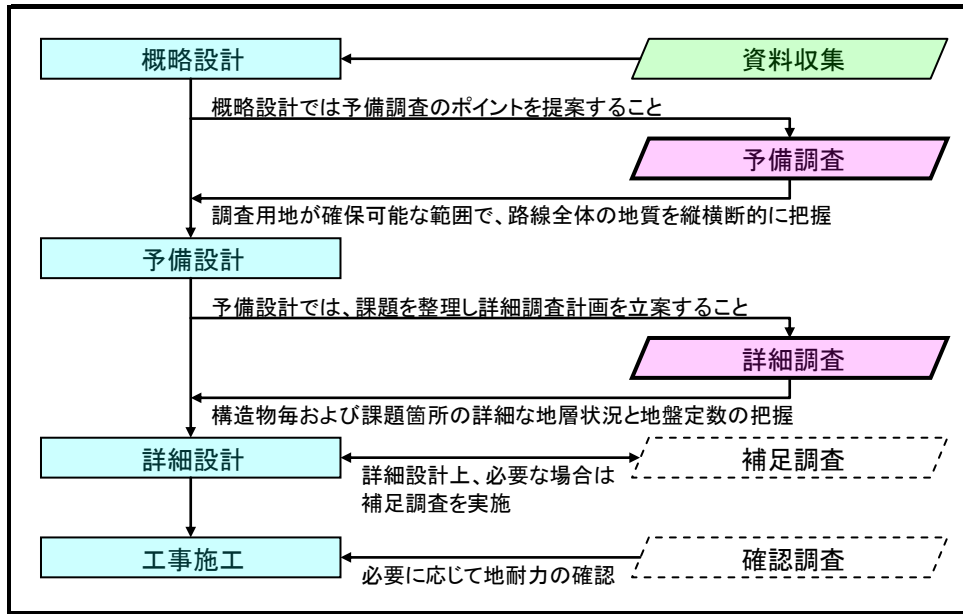 概略設計
資料収集
概略設計では予備調査のポイントを提案すること
予備調査
調査用地が確保可能な範囲で、路線全体の地質を縦横断的に把握
予備設計
予備設計では、課題を整理し詳細調査計画を立案すること
詳細調査
構造物毎および課題箇所の詳細な地層状況と地盤定数の把握
詳細設計
補足調査
詳細設計上、必要な場合は
補足調査を実施
工事施工
確認調査
必要に応じて地耐力の確認